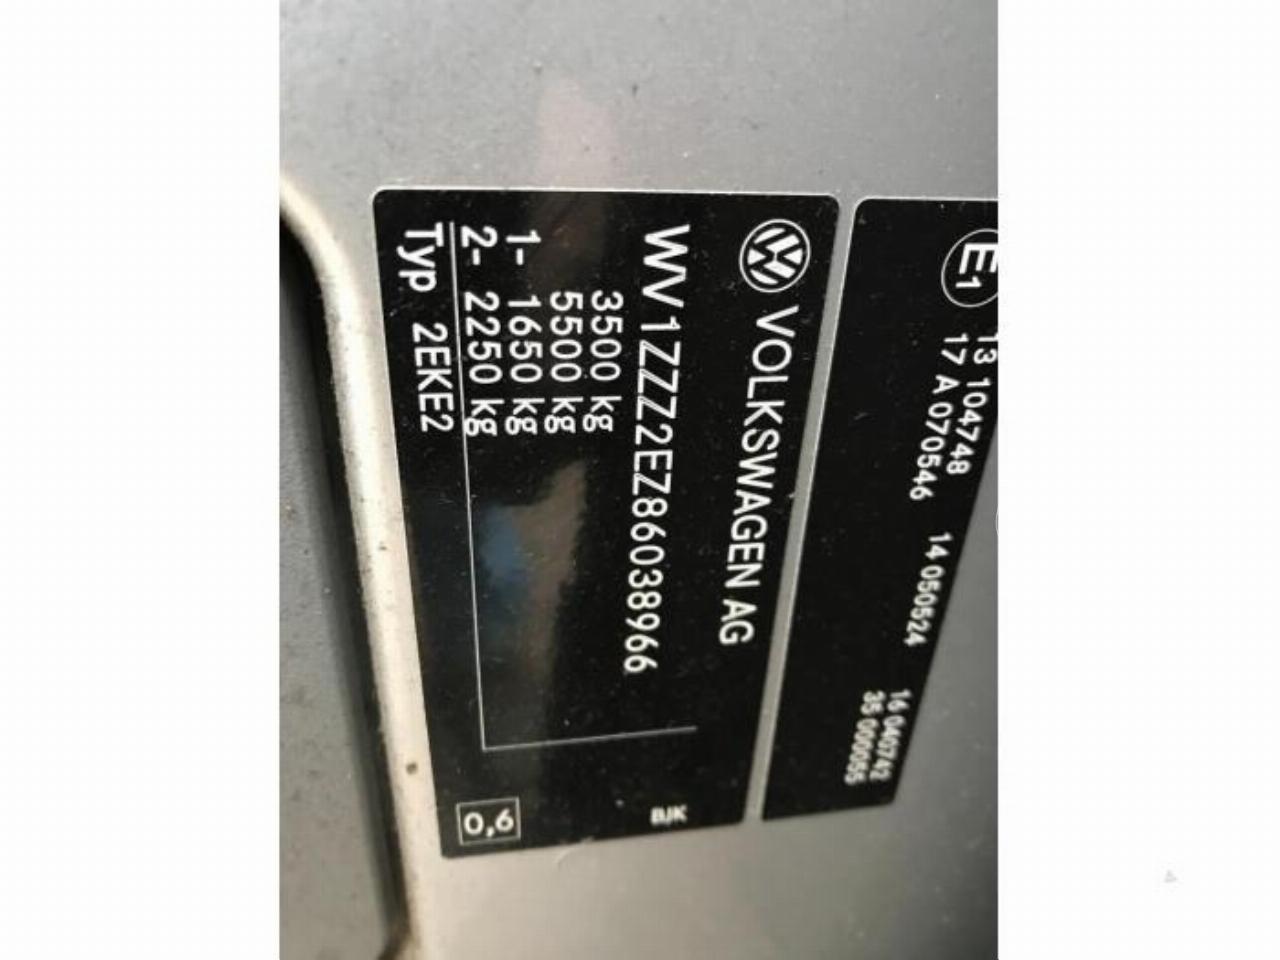 VOLKSWAGEN AG
WV1ZZZ2EZ86038966
3500 kg
5500 kg
1- 1650 kg
2- 2250 kg
Typ 2EKE2
BJK
0,6
E1
13 104748 14 050524 16 040742
17 A 070546 35 000055